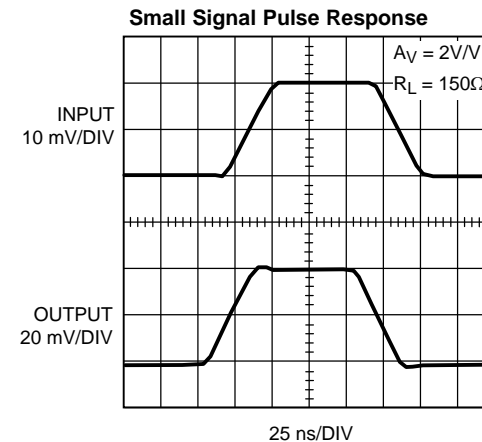 Small Signal Pulse Response
A_V = 2V/V
R_L = 150Ω
INPUT
10 mV/DIV
OUTPUT
20 mV/DIV
25 ns/DIV